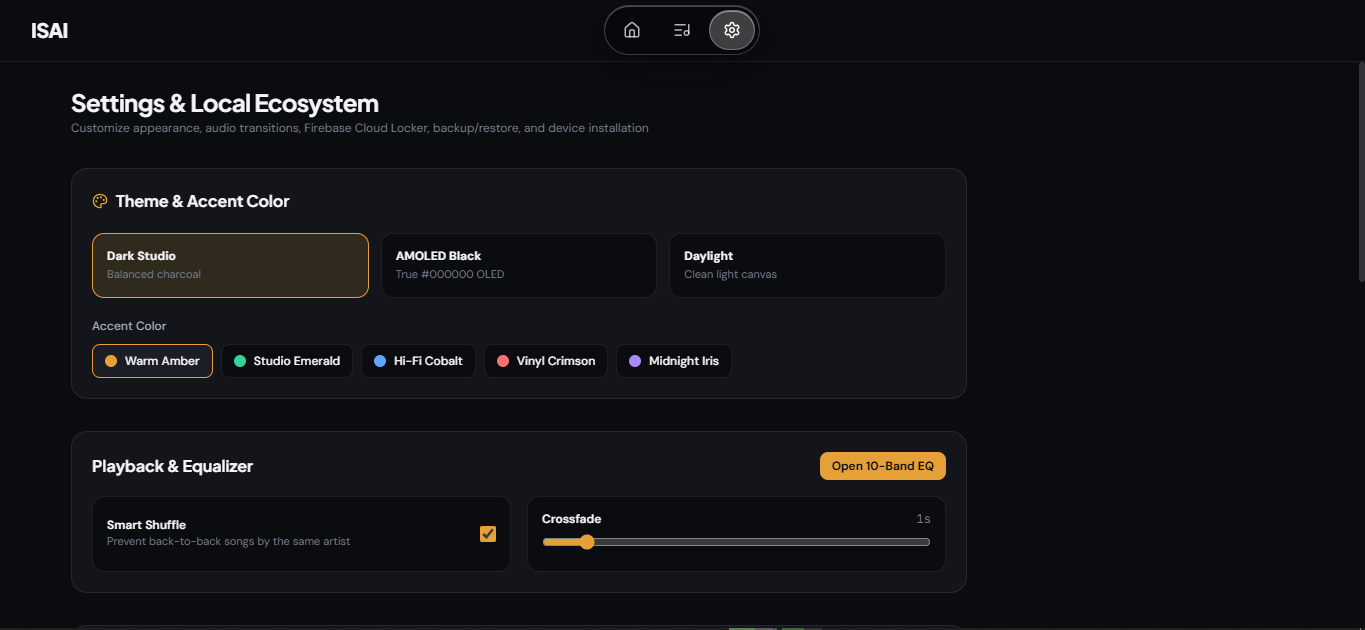 ISAI
Settings & Local Ecosystem
Customize appearance, audio transitions, Firebase Cloud Locker, backup/restore, and device installation
Theme & Accent Color
Dark Studio
Balanced charcoal
AMOLED Black
True #000000 OLED
Daylight
Clean light canvas
Accent Color
Warm Amber
Studio Emerald
Hi-Fi Cobalt
Vinyl Crimson
Midnight Iris
Playback & Equalizer
Open 10-Band EQ
Smart Shuffle
Prevent back-to-back songs by the same artist
Crossfade
1s